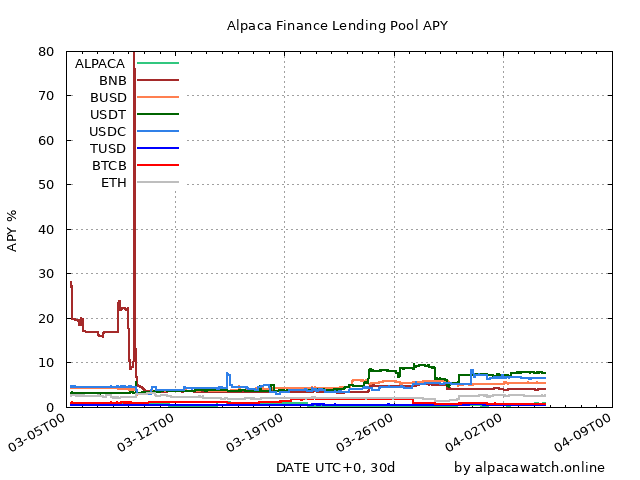 Alpaca Finance Lending Pool APY
80
70
60
50
40
30
20
10
0
APY %
ALPACA
BNB
BUSD
USDT
USDC
TUSD
BTCB
ETH
03-05T00
03-12T00
03-19T00
03-26T00
04-02T00
04-09T00
DATE UTC+0, 30d
by alpacawatch.online